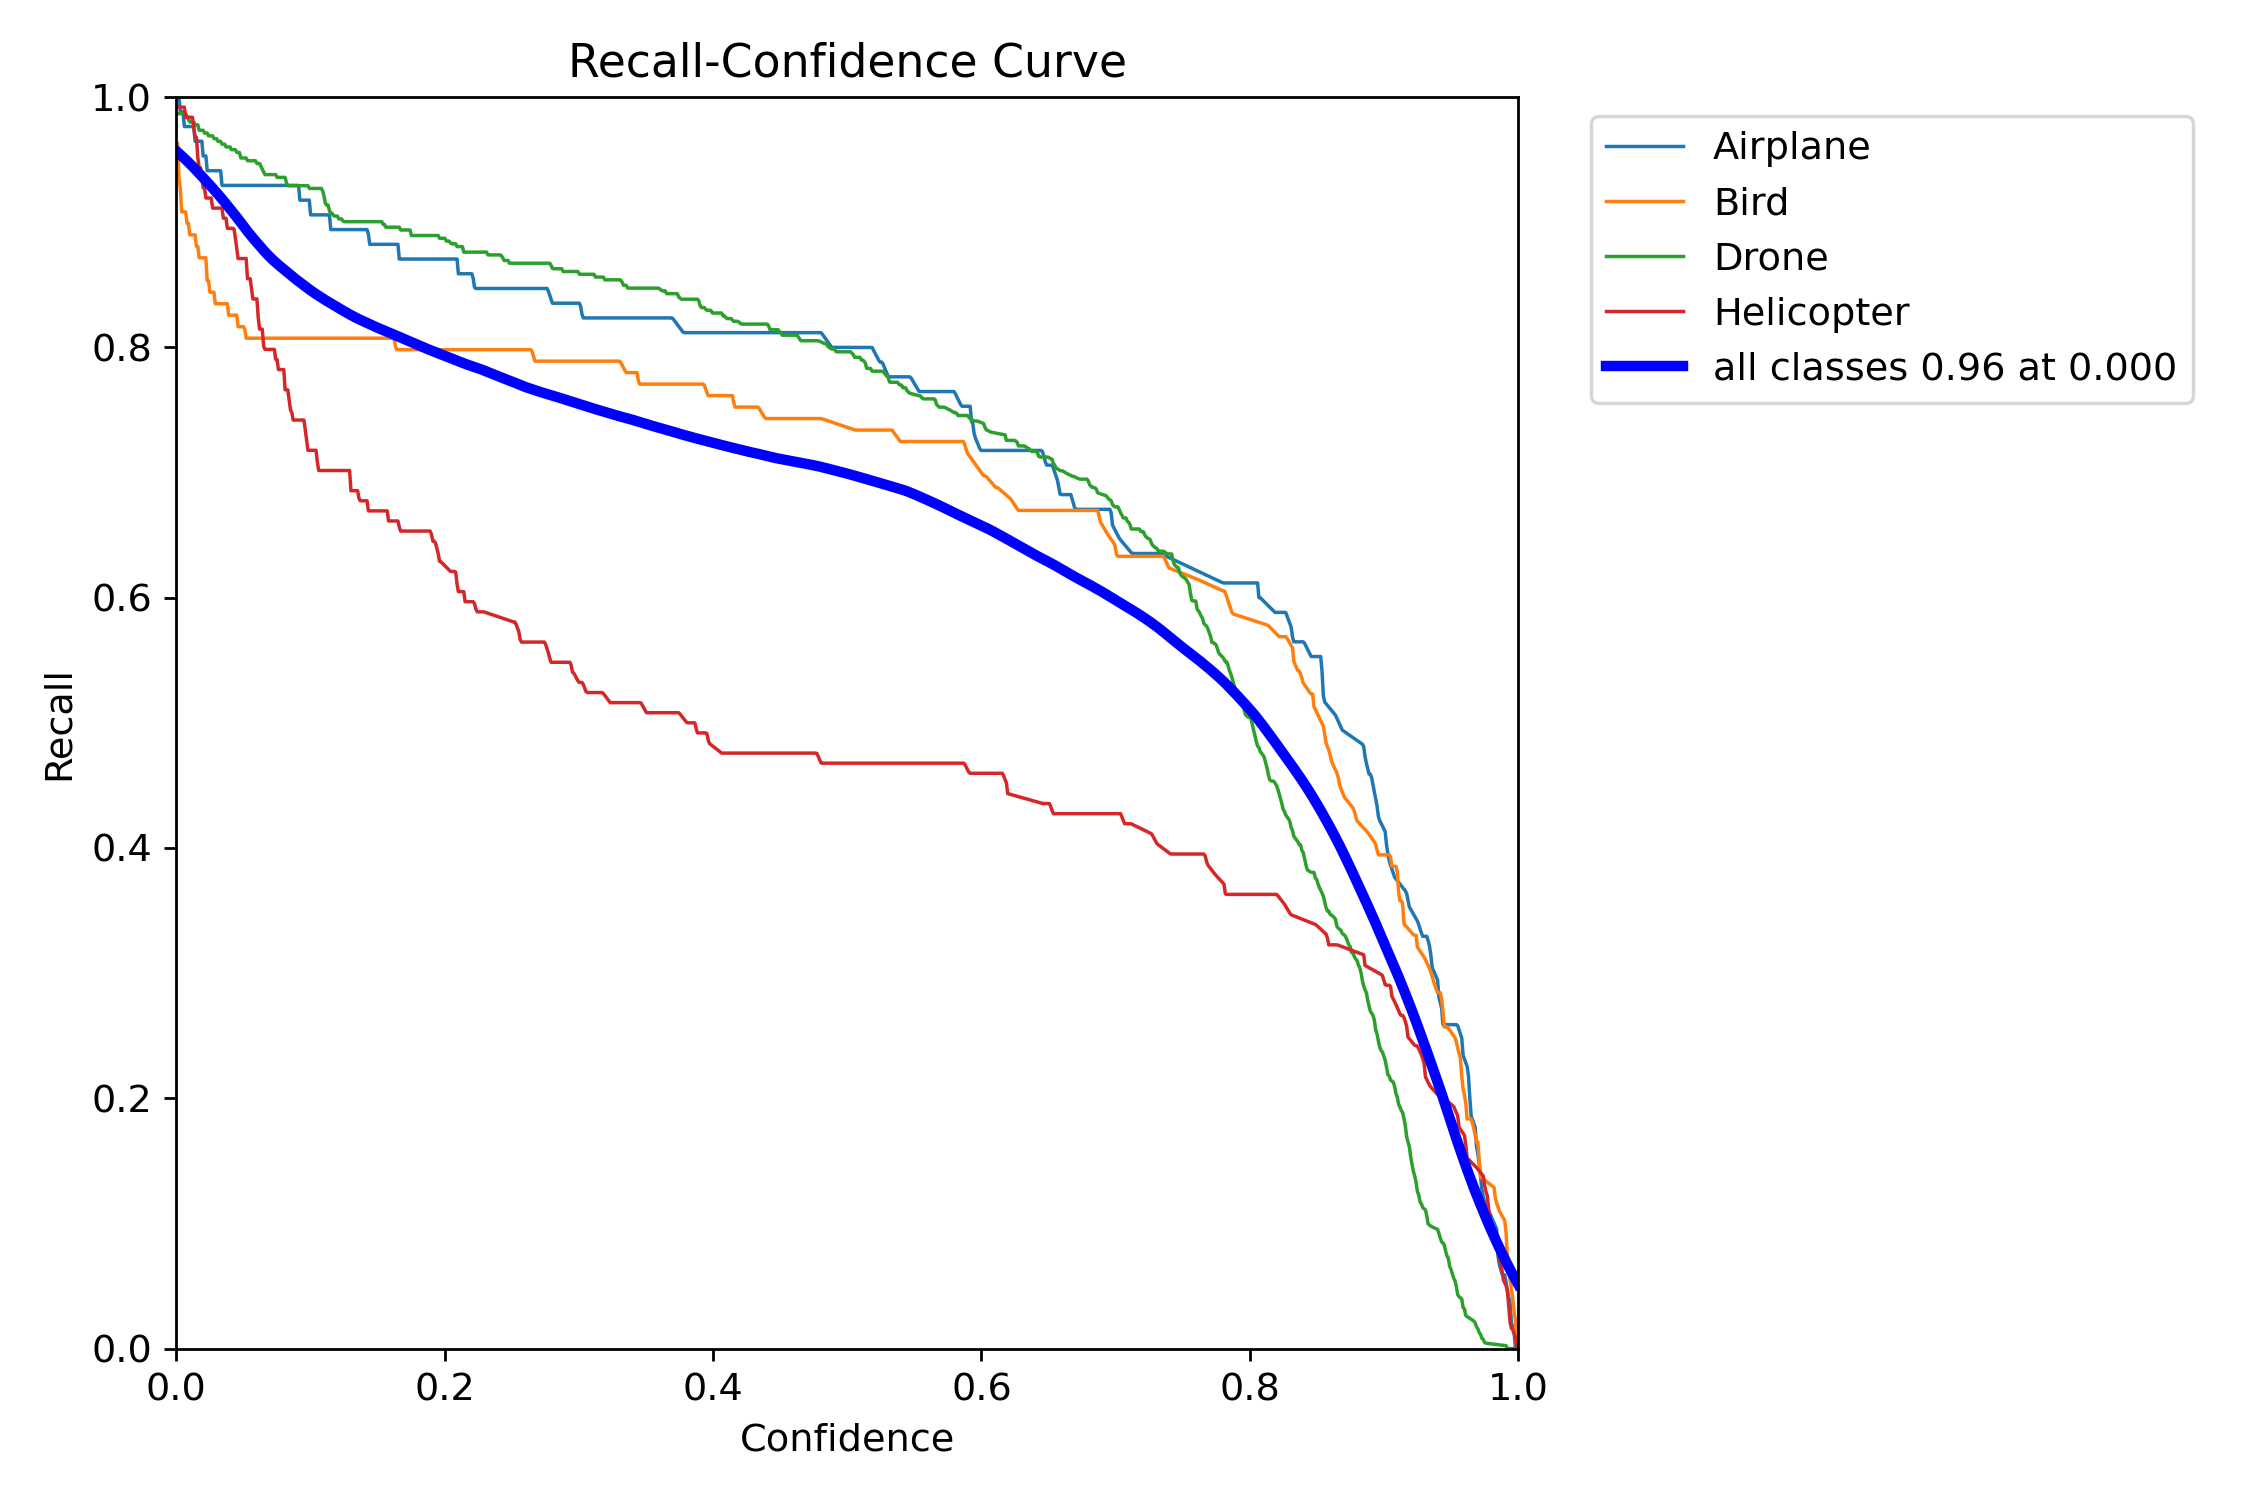 Recall-Confidence Curve
1.0
0.8
0.6
0.4
0.2
0.0
Recall
0.0 0.2 0.4 0.6 0.8 1.0
Confidence
Airplane
Bird
Drone
Helicopter
all classes 0.96 at 0.000